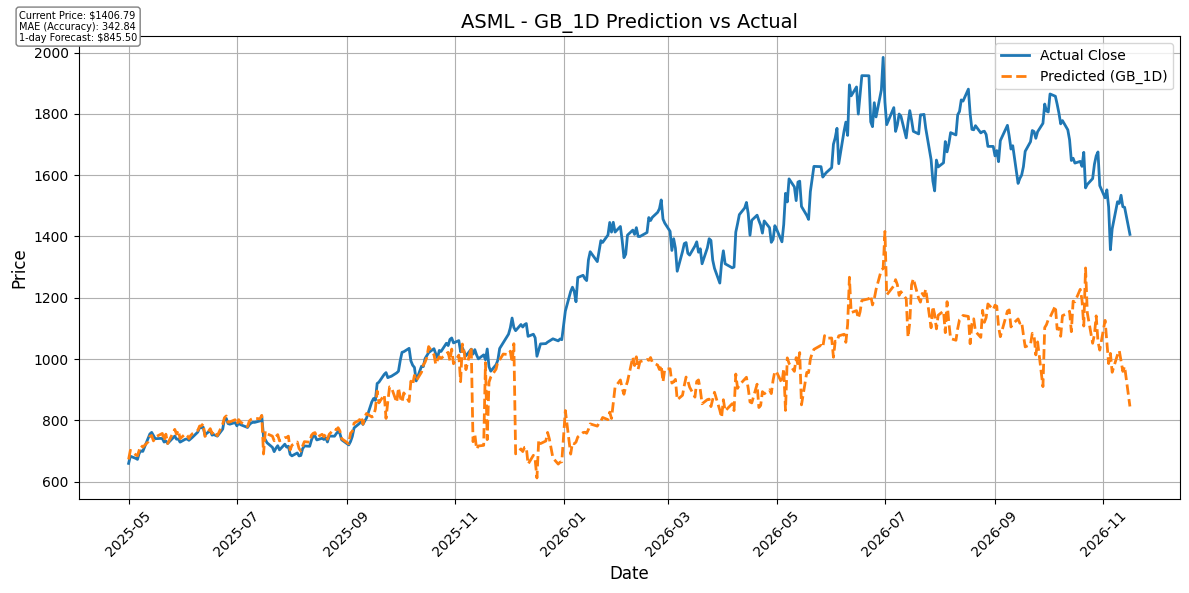 ASML - GB_1D Prediction vs Actual
Current Price: $1406.79
MAE (Accuracy): 342.84
1-day Forecast: $845.50
Actual Close
Predicted (GB_1D)
2000
1800
1600
1400
1200
1000
800
600
Price
2025-05
2025-07
2025-09
2025-11
2026-01
2026-03
2026-05
2026-07
2026-09
2026-11
Date